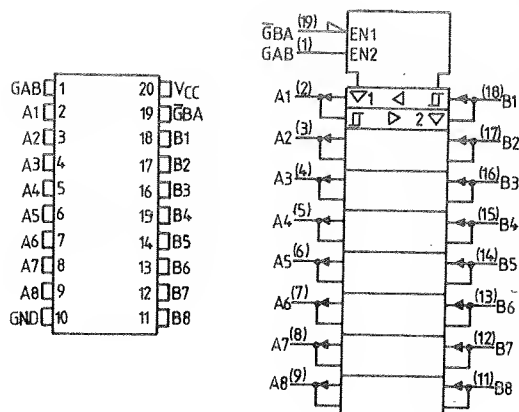 GAB 1 20 VCC
A1 2 19 G̅BA
A2 3 18 B1
A3 4 17 B2
A4 5 16 B3
A5 6 15 B4
A6 7 14 B5
A7 8 13 B6
A8 9 12 B7
GND 10 11 B8
G̅BA (19) EN1
GAB (1) EN2
A1 (2) ▽1 ◁ (18) B1
▷ 2▽
A2 (3) (17) B2
A3 (4) (16) B3
A4 (5) (15) B4
A5 (6) (14) B5
A6 (7) (13) B6
A7 (8) (12) B7
A8 (9) (11) B8